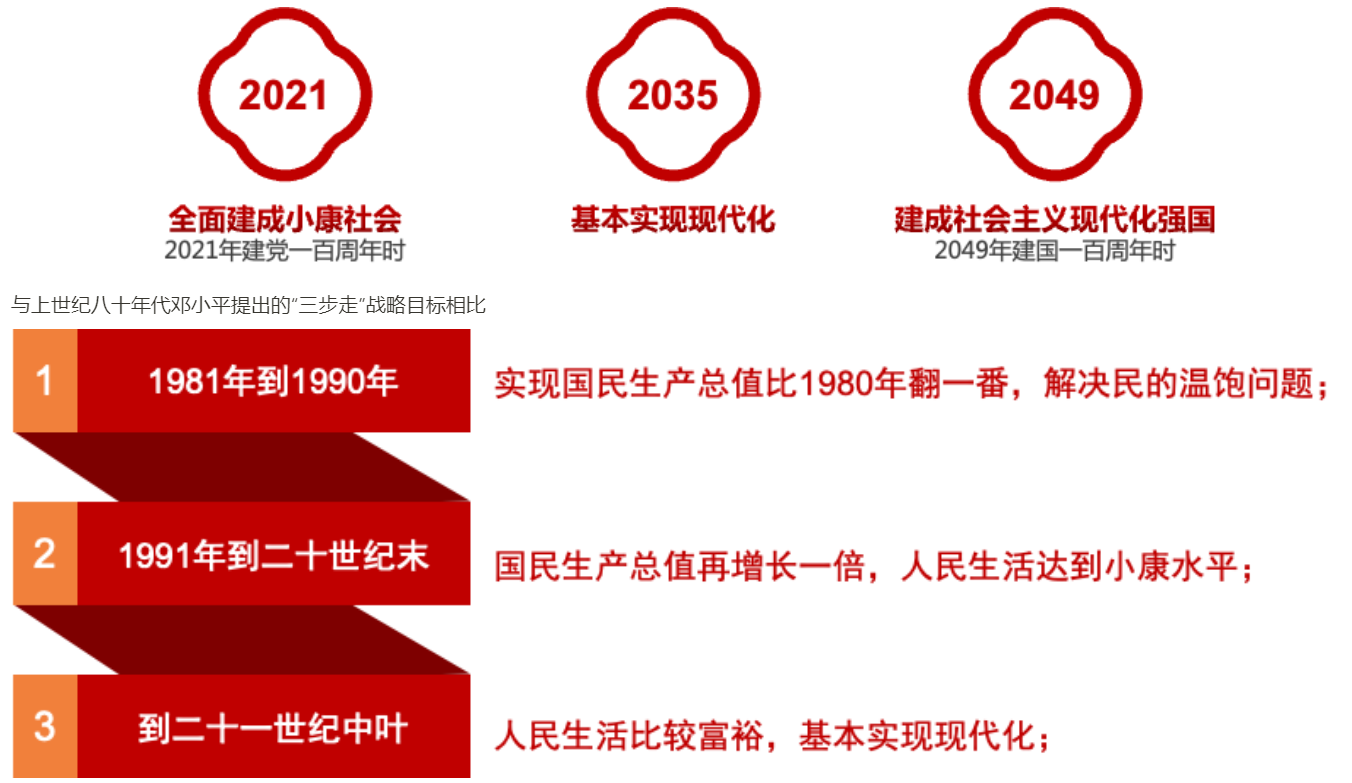 2021
2035
2049
全面建成小康社会
2021年建党一百周年时
基本实现现代化
建成社会主义现代化强国
2049年建国一百周年时
与上世纪八十年代邓小平提出的“三步走”战略目标相比
1
1981年到1990年
实现国民生产总值比1980年翻一番，解决民的温饱问题；
2
1991年到二十世纪末
国民生产总值再增长一倍，人民生活达到小康水平；
3
到二十一世纪中叶
人民生活比较富裕，基本实现现代化；